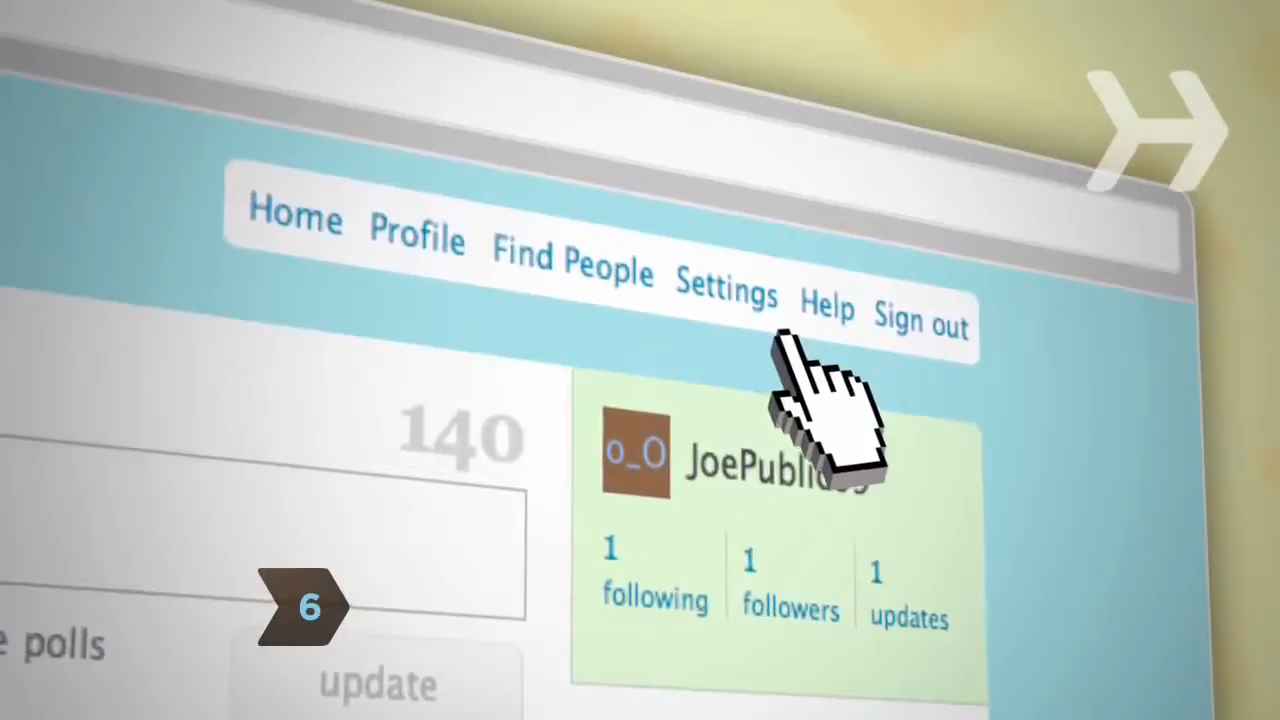 Home Profile Find People Settings Help Sign out
140
o_O
following
1
followers
1
updates
1
polls
update
6